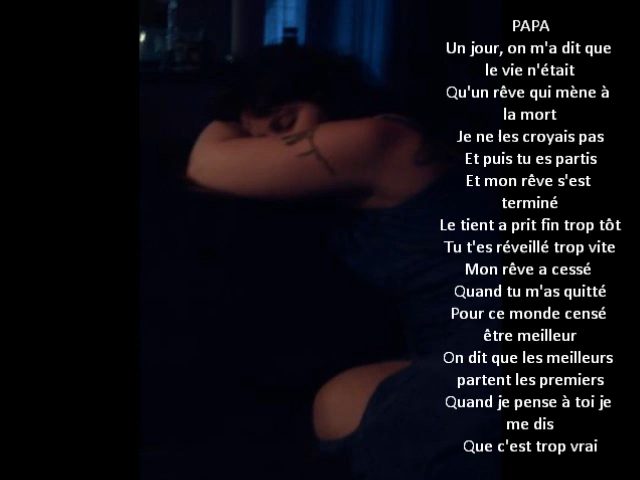 PAPA
Un jour, on m'a dit que
le vie n'était
Qu'un rêve qui mène à
la mort
Je ne les croyais pas
Et puis tu es partis
Et mon rêve s'est
terminé
Le tient a prit fin trop tôt
Tu t'es réveillé trop vite
Mon rêve a cessé
Quand tu m'as quitté
Pour ce monde censé
être meilleur
On dit que les meilleurs
partent les premiers
Quand je pense à toi je
me dis
Que c'est trop vrai